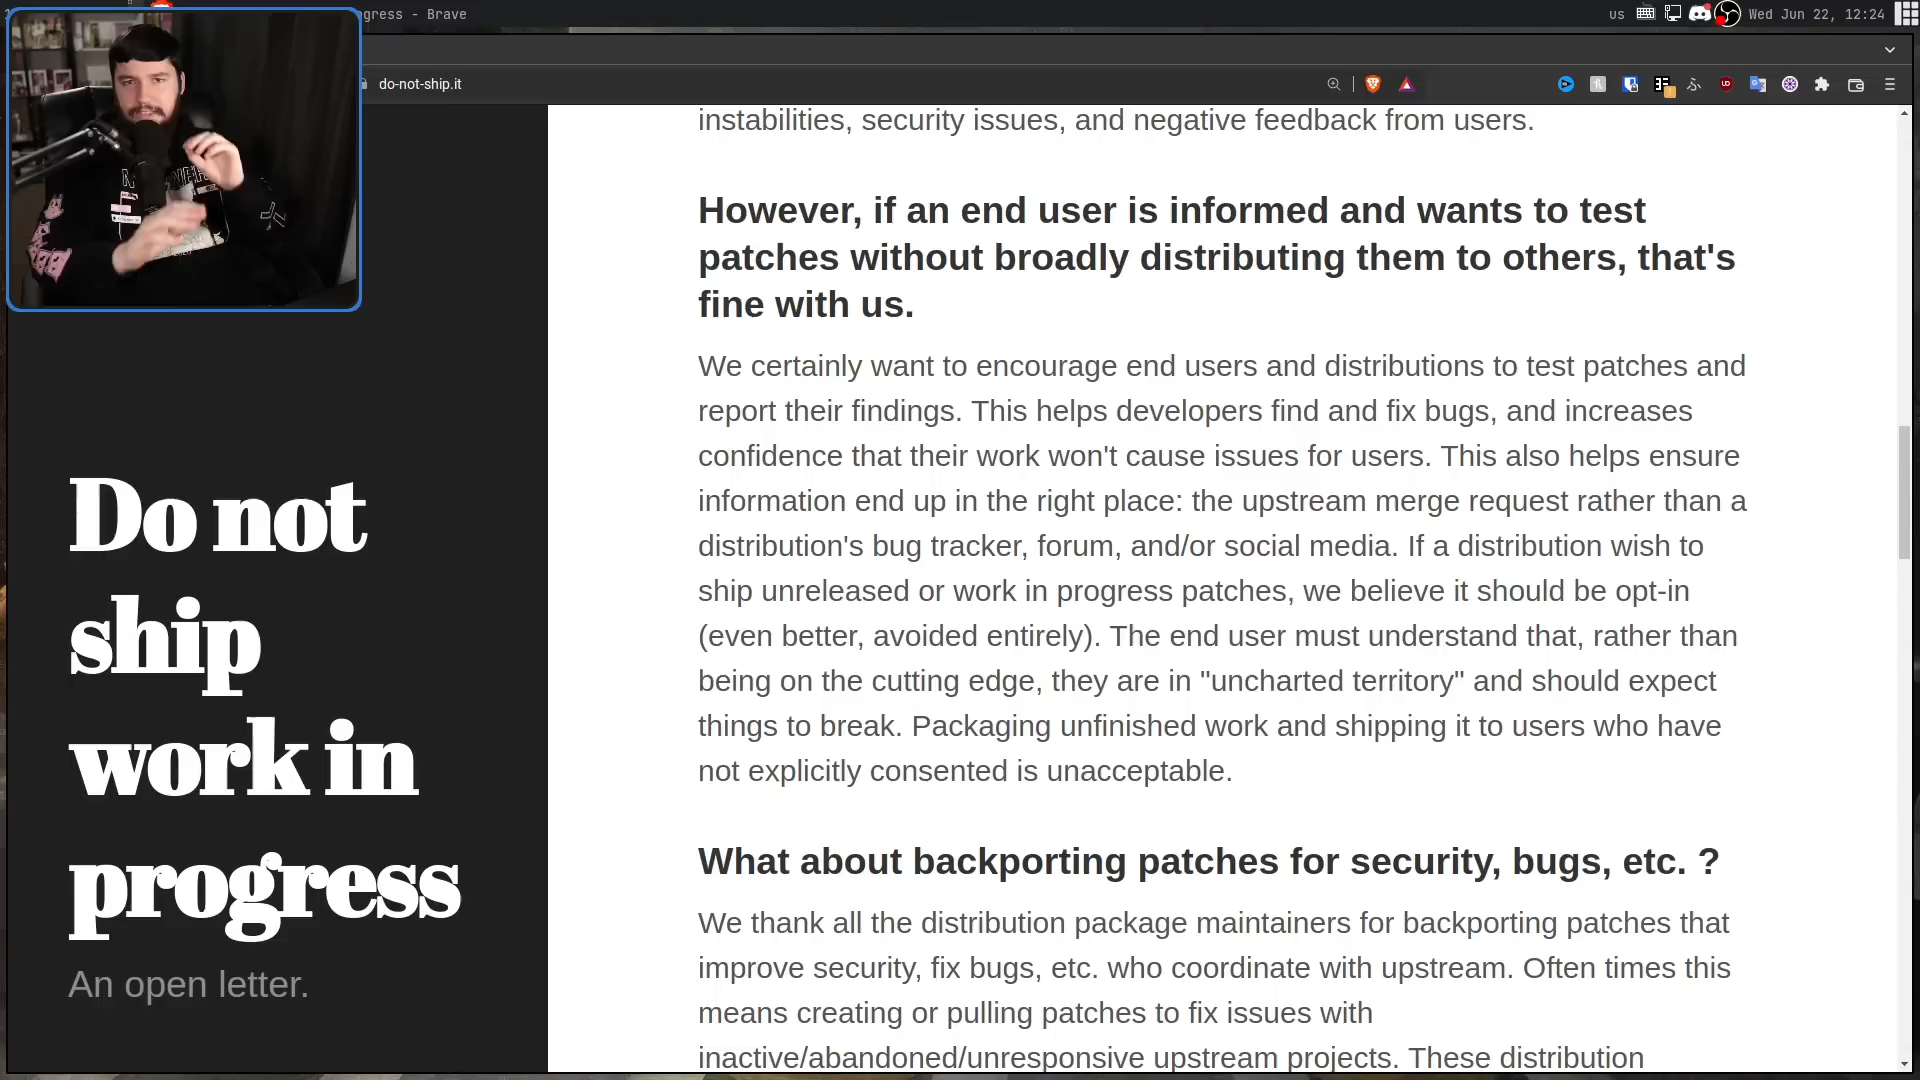 gress - Brave
us
Wed Jun 22, 12:24
do-not-ship.it
instabilities, security issues, and negative feedback from users.
However, if an end user is informed and wants to test
patches without broadly distributing them to others, that's
fine with us.
We certainly want to encourage end users and distributions to test patches and
report their findings. This helps developers find and fix bugs, and increases
confidence that their work won't cause issues for users. This also helps ensure
information end up in the right place: the upstream merge request rather than a
distribution's bug tracker, forum, and/or social media. If a distribution wish to
ship unreleased or work in progress patches, we believe it should be opt-in
(even better, avoided entirely). The end user must understand that, rather than
being on the cutting edge, they are in "uncharted territory" and should expect
things to break. Packaging unfinished work and shipping it to users who have
not explicitly consented is unacceptable.
What about backporting patches for security, bugs, etc. ?
We thank all the distribution package maintainers for backporting patches that
improve security, fix bugs, etc. who coordinate with upstream. Often times this
means creating or pulling patches to fix issues with
inactive/abandoned/unresponsive upstream projects. These distribution
Do not
ship
work in
progress
An open letter.